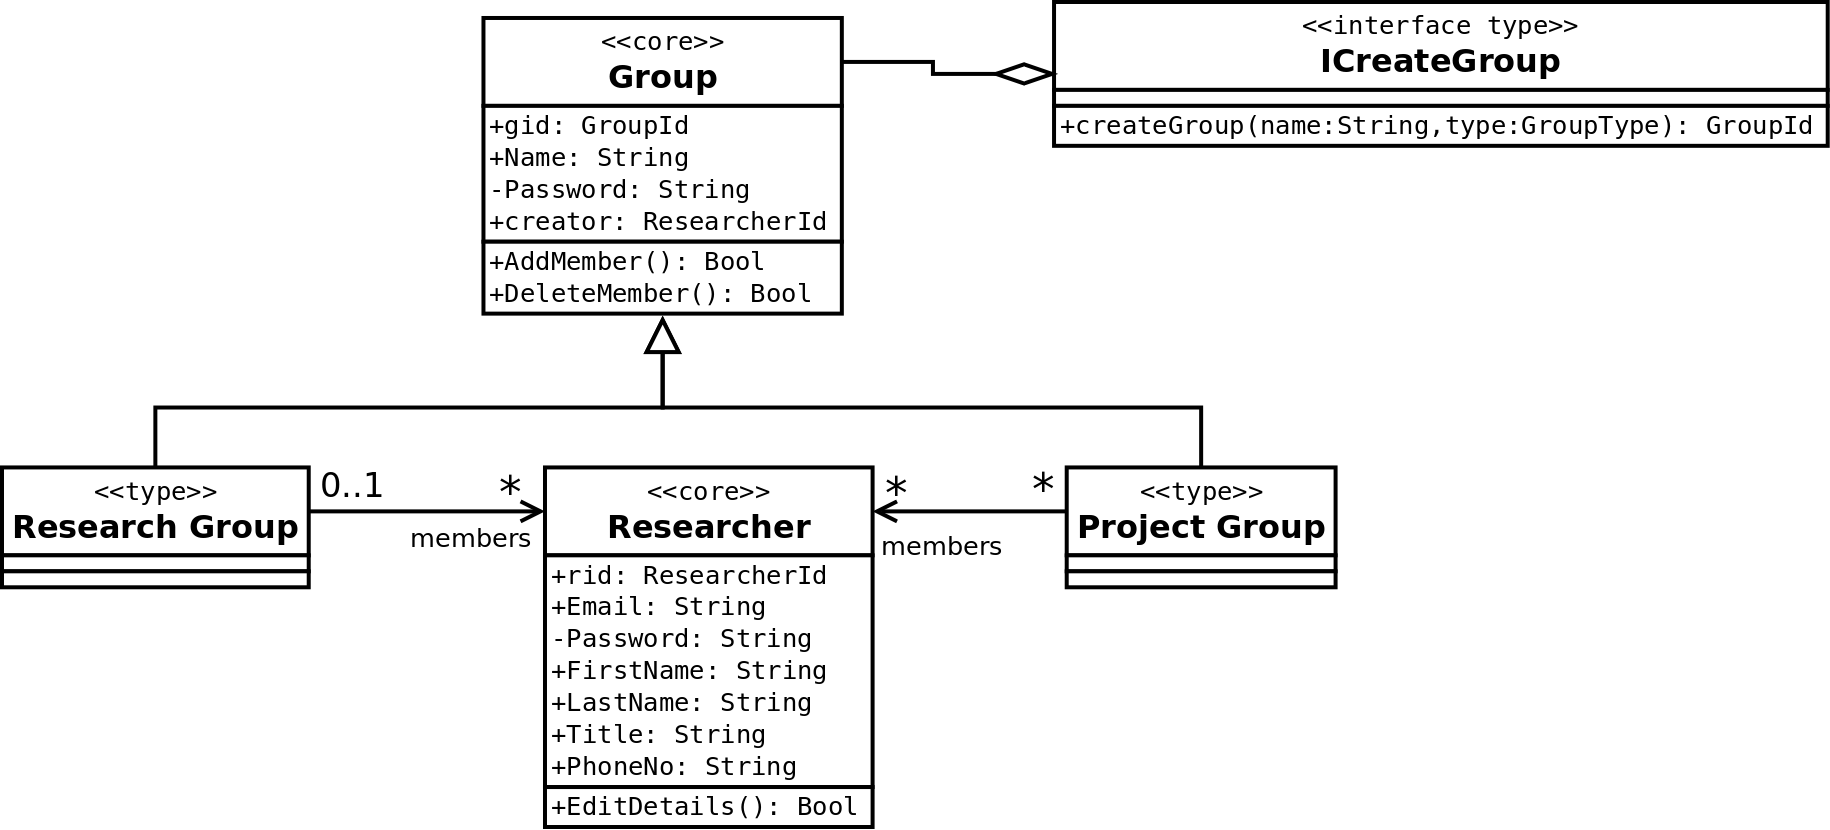 <<core>>
Group
+gid: GroupId
+Name: String
-Password: String
+creator: ResearcherId
+AddMember(): Bool
+DeleteMember(): Bool
<<interface type>>
ICreateGroup
+createGroup(name:String,type:GroupType): GroupId
<<type>>
Research Group
0..1
*
members
<<core>>
Researcher
+rid: ResearcherId
+Email: String
-Password: String
+FirstName: String
+LastName: String
+Title: String
+PhoneNo: String
+EditDetails(): Bool
*
*
members
<<type>>
Project Group